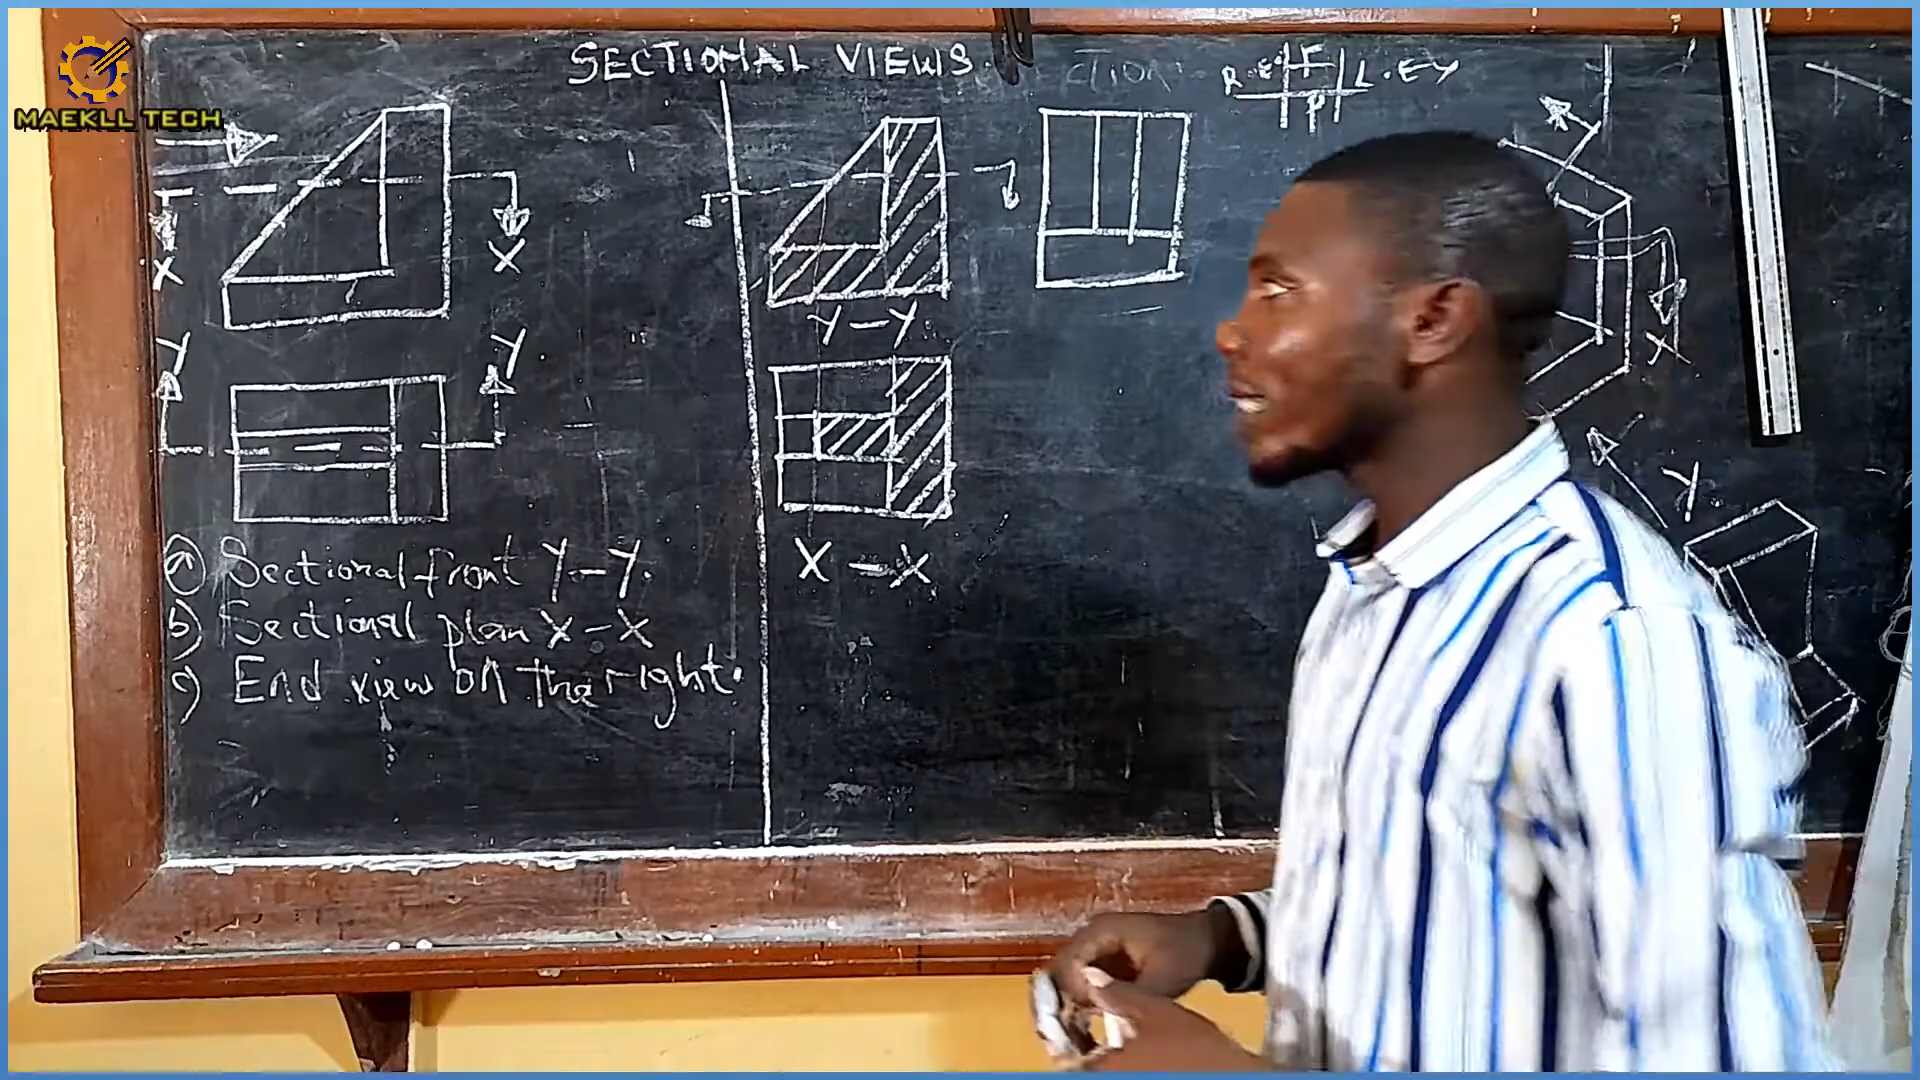 MAEKLL TECH
SECTIONAL VIEWS
R.E F L.E-Y
P
X X
Y Y
Y-Y
X-X
a) Sectional front Y-Y.
b) Sectional plan X-X
c) End view on the right.
X
Y